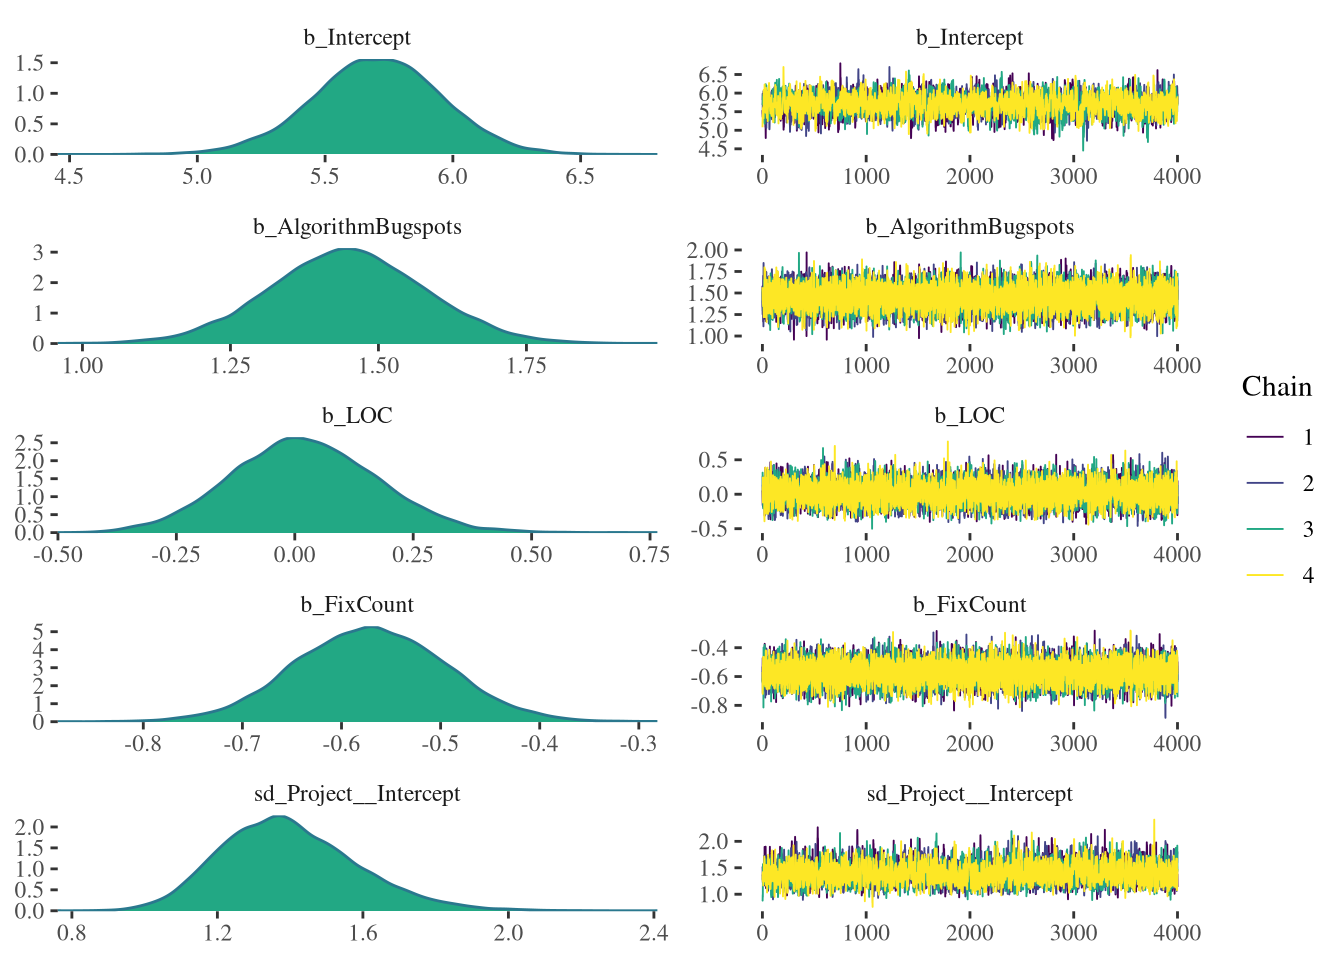 b_Intercept
1.5
1.0
0.5
0.0
4.5 5.0 5.5 6.0 6.5
b_Intercept
6.5
6.0
5.5
5.0
4.5
0 1000 2000 3000 4000
b_AlgorithmBugspots
3
2
1
0
1.00 1.25 1.50 1.75
b_AlgorithmBugspots
2.00
1.75
1.50
1.25
1.00
0 1000 2000 3000 4000
b_LOC
2.5
2.0
1.5
1.0
0.5
0.0
-0.50 -0.25 0.00 0.25 0.50 0.75
b_LOC
0.5
0.0
-0.5
0 1000 2000 3000 4000
b_FixCount
5
4
3
2
1
0
-0.8 -0.7 -0.6 -0.5 -0.4 -0.3
b_FixCount
-0.4
-0.6
-0.8
0 1000 2000 3000 4000
sd_Project__Intercept
2.0
1.5
1.0
0.5
0.0
0.8 1.2 1.6 2.0 2.4
sd_Project__Intercept
2.0
1.5
1.0
0 1000 2000 3000 4000
Chain
1
2
3
4